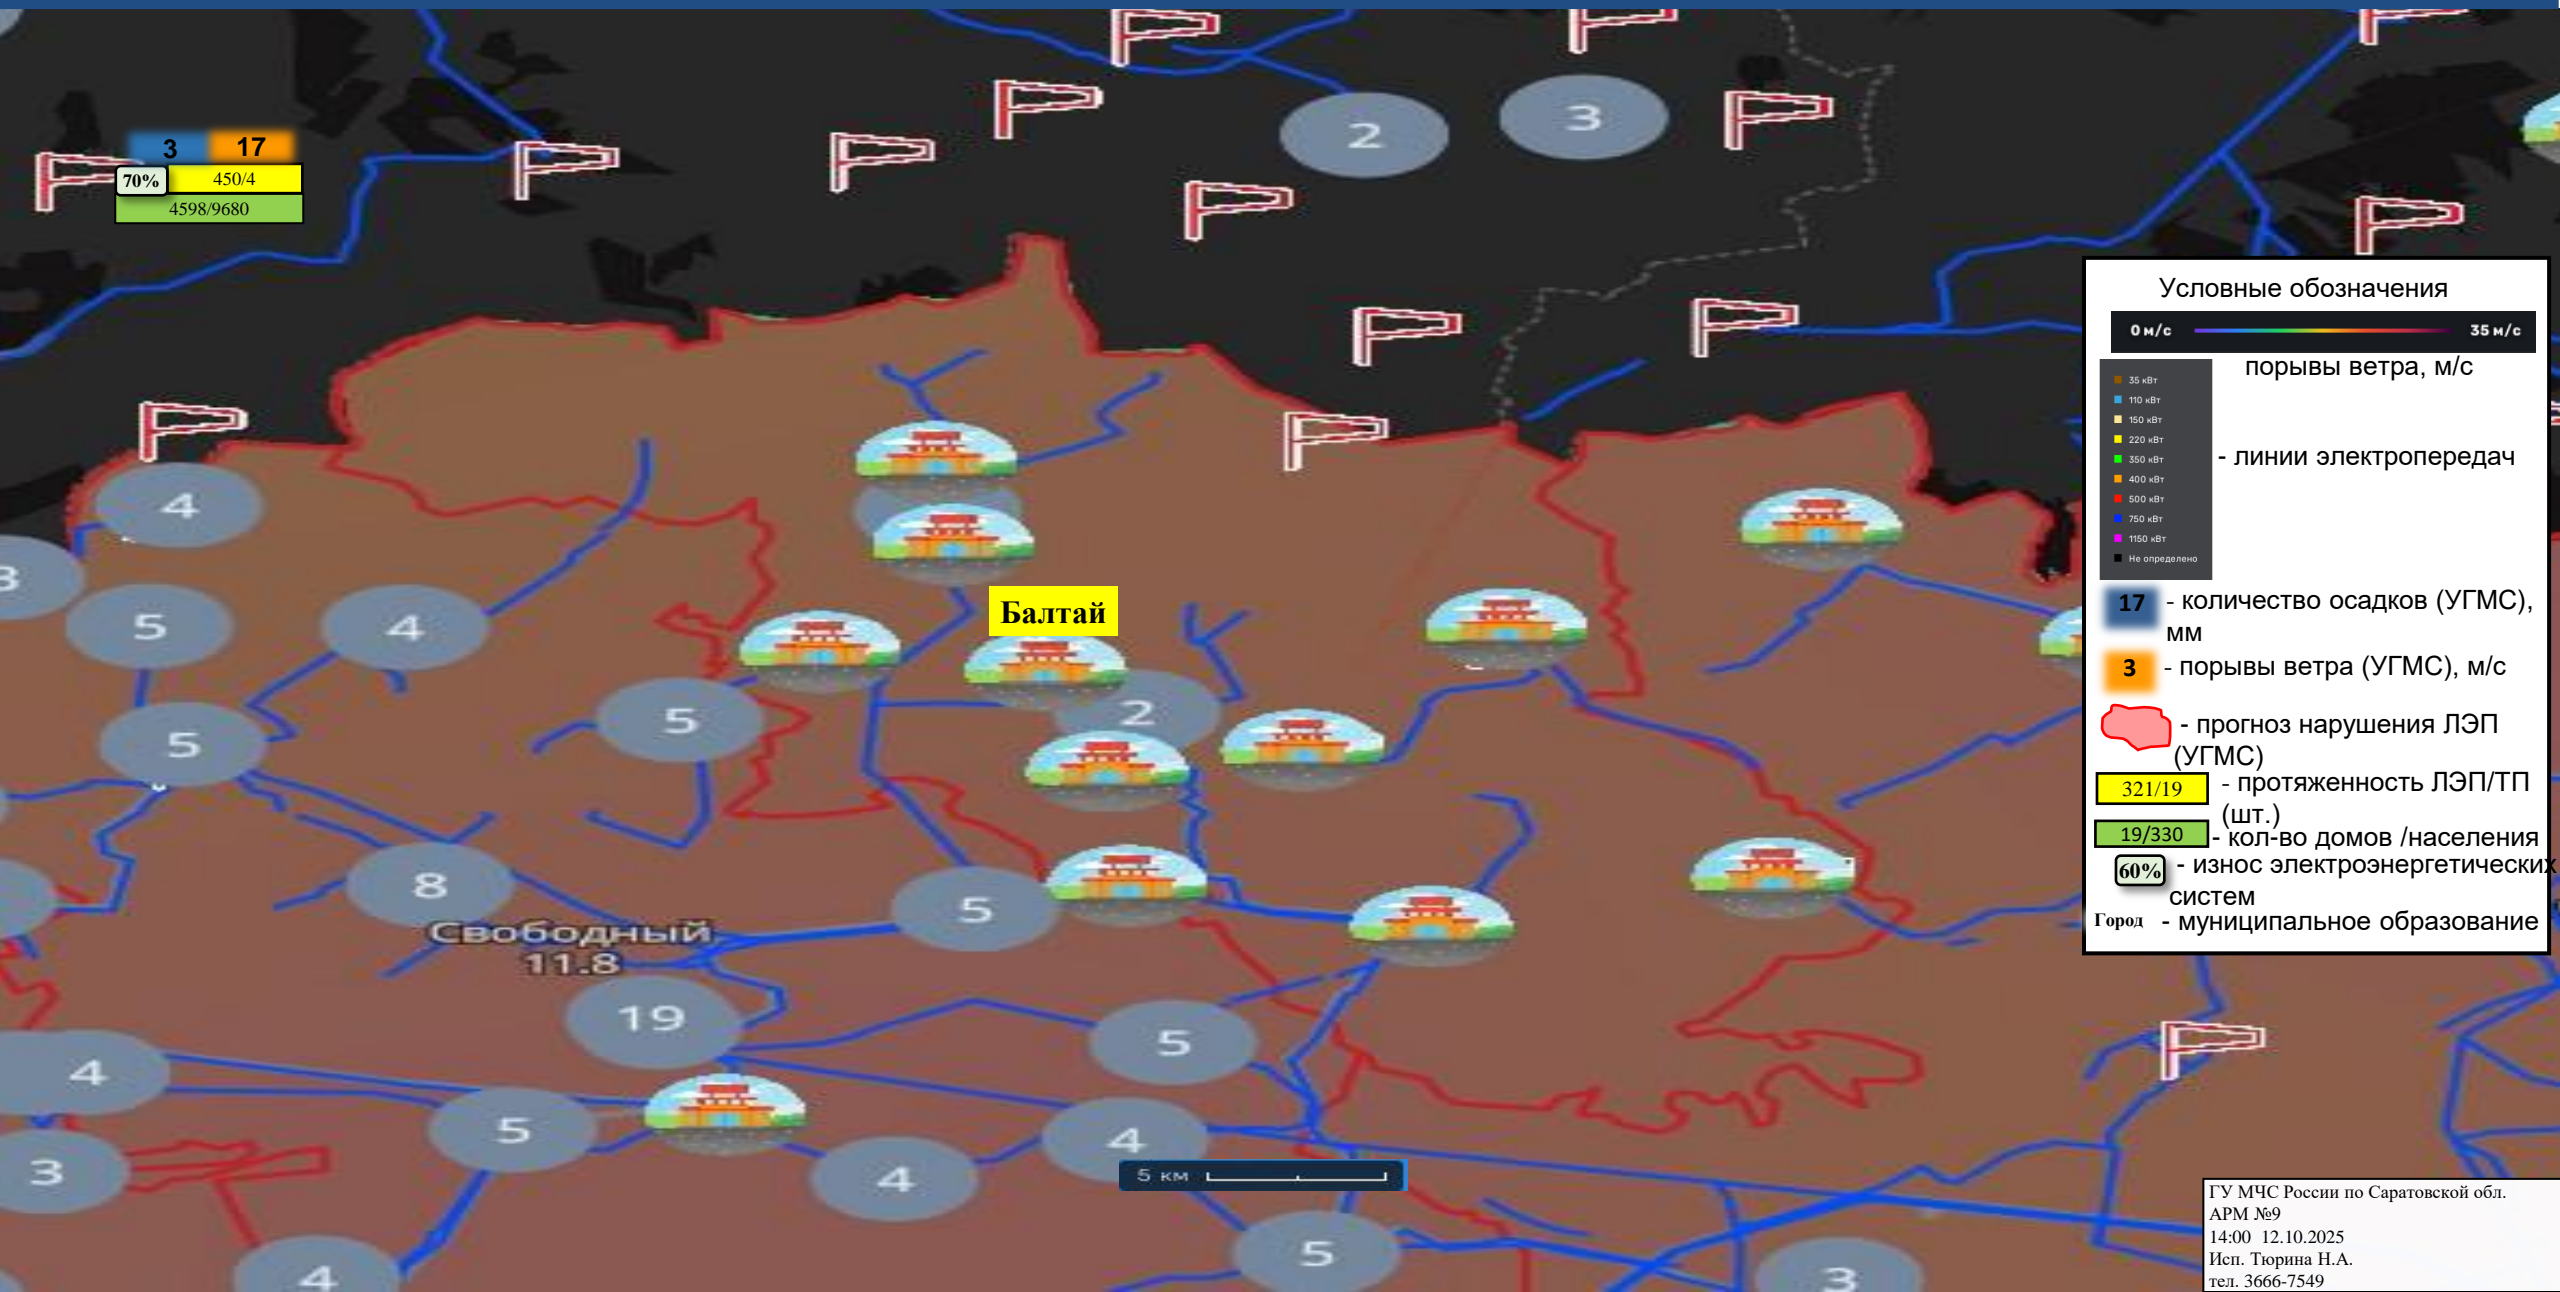 2
3
3 17
70% 450/4
4598/9680
4
3
5
4
Балтай
5
2
5
8
5
Свободный
11.8
19
5
4
5
4
3
4
5 км
5
4
3
Условные обозначения
0 м/с 35 м/с
порывы ветра, м/с
35 кВт
110 кВт
150 кВт
220 кВт
350 кВт
400 кВт
500 кВт
750 кВт
1150 кВт
Не определено
- линии электропередач
17 - количество осадков (УГМС),
мм
3 - порывы ветра (УГМС), м/с
- прогноз нарушения ЛЭП
(УГМС)
321/19 - протяженность ЛЭП/ТП
(шт.)
19/330 - кол-во домов /населения
60% - износ электроэнергетических
систем
Город - муниципальное образование
ГУ МЧС России по Саратовской обл.
АРМ №9
14:00 12.10.2025
Исп. Тюрина Н.А.
тел. 3666-7549